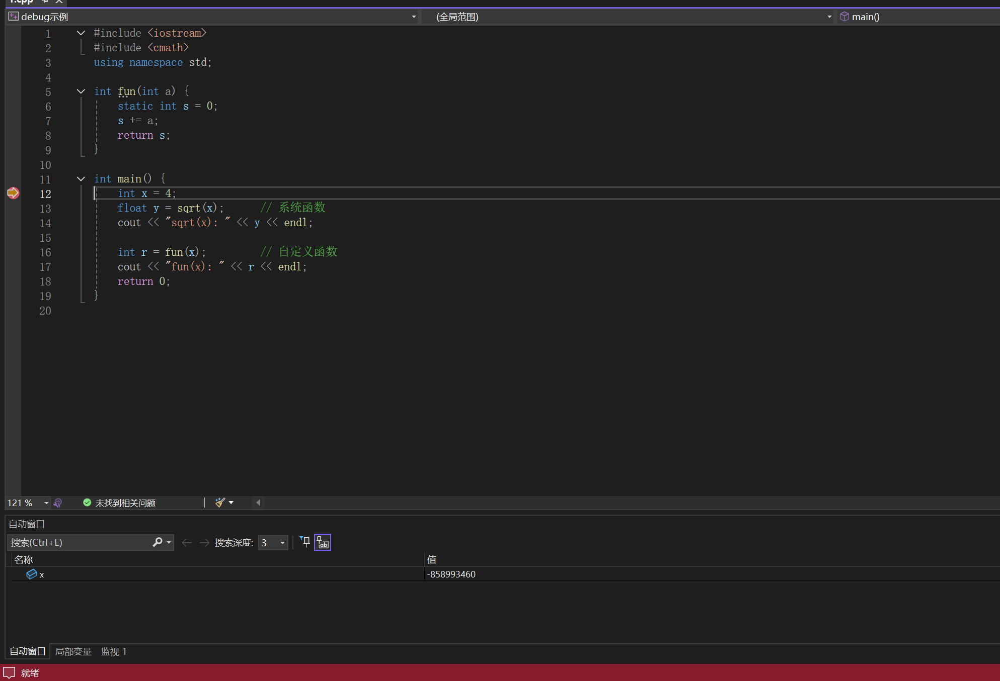 debug示例 (全局范围) main()
1 #include <iostream>
2 #include <cmath>
3 using namespace std;
4
5 int fun(int a) {
6 static int s = 0;
7 s += a;
8 return s;
9 }
10
11 int main() {
12 int x = 4;
13 float y = sqrt(x); // 系统函数
14 cout << "sqrt(x): " << y << endl;
15
16 int r = fun(x); // 自定义函数
17 cout << "fun(x): " << r << endl;
18 return 0;
19 }
20
121 % 未找到相关问题
自动窗口
搜索(Ctrl+E) 搜索深度: 3
名称 值
x -858993460
自动窗口 局部变量 监视 1
就绪